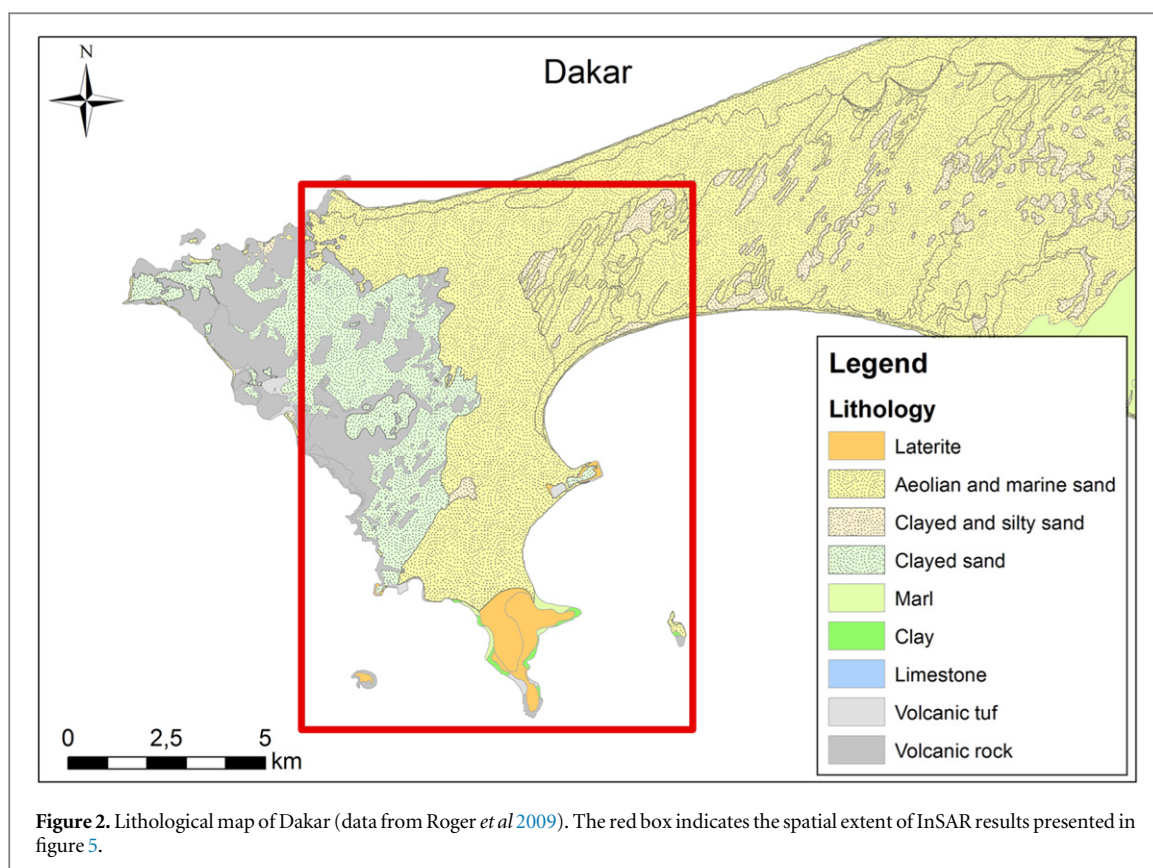 N
Dakar
Legend
Lithology
Laterite
Aeolian and marine sand
Clayed and silty sand
Clayed sand
Marl
Clay
Limestone
Volcanic tuf
Volcanic rock
0 2,5 5
km
Figure 2. Lithological map of Dakar (data from Roger et al 2009). The red box indicates the spatial extent of InSAR results presented in
figure 5.